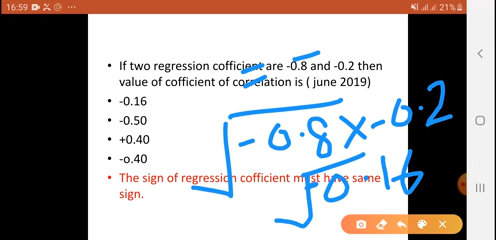 16:59
21%
• If two regression cofficient are -0.8 and -0.2 then
value of cofficient of correlation is ( june 2019)
• -0.16
• -0.50
• +0.40
• -o.40
• The sign of regression cofficient must have same
sign.
√-0.8 x -0.2
√0.16